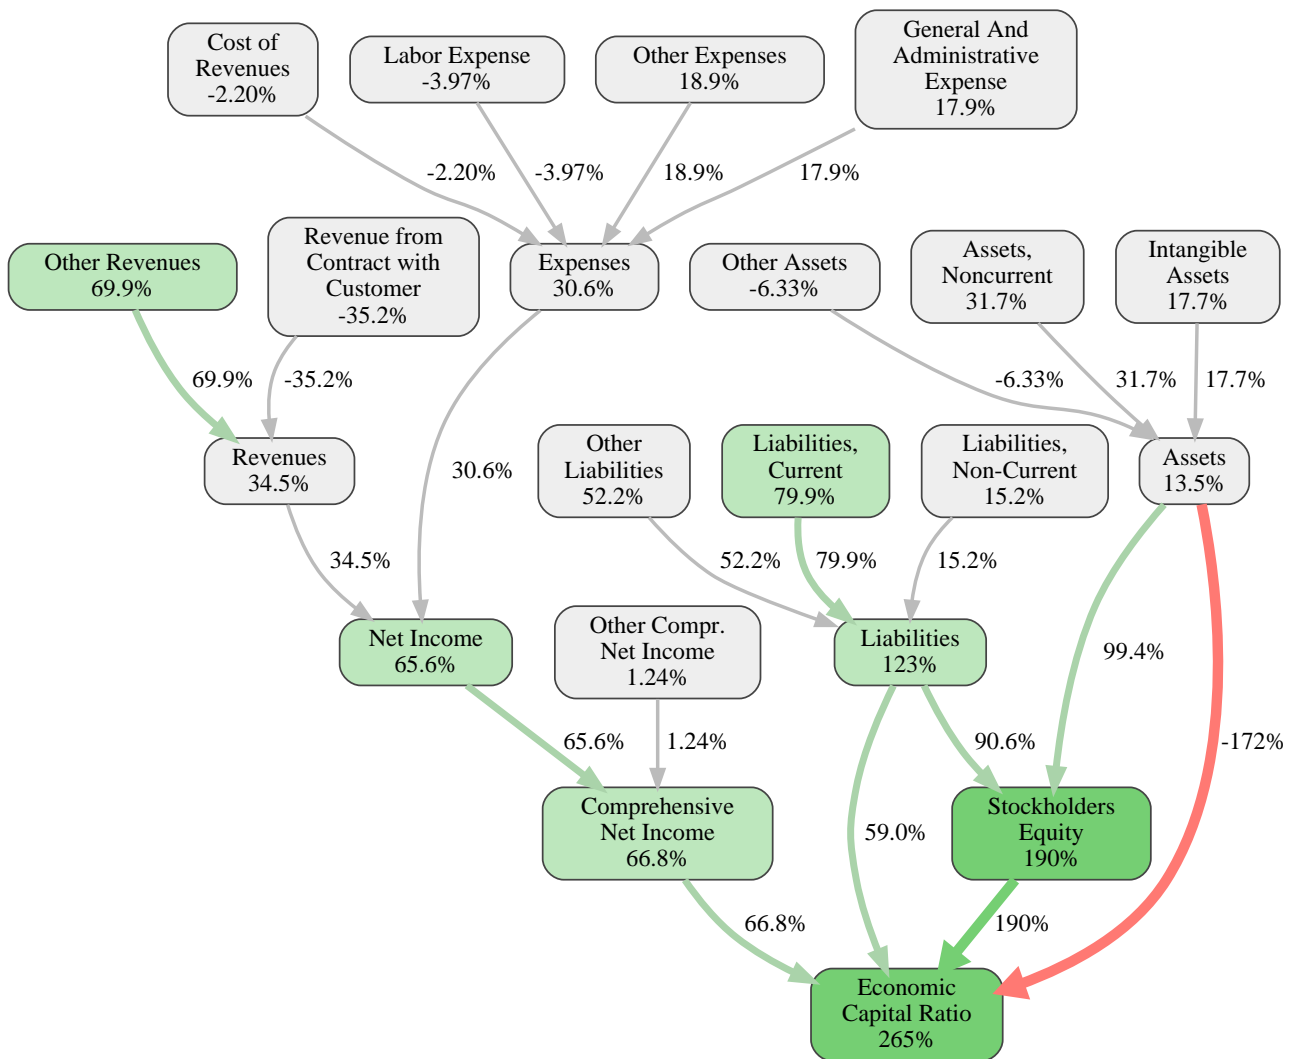 Cost of
Revenues
-2.20%
Labor Expense
-3.97%
Other Expenses
18.9%
General And
Administrative
Expense
17.9%
-2.20%
-3.97%
18.9%
17.9%
Other Revenues
69.9%
Revenue from
Contract with
Customer
-35.2%
Expenses
30.6%
Other Assets
-6.33%
Assets,
Noncurrent
31.7%
Intangible
Assets
17.7%
69.9%
-35.2%
-6.33%
31.7%
17.7%
Revenues
34.5%
30.6%
Other
Liabilities
52.2%
Liabilities,
Current
79.9%
Liabilities,
Non-Current
15.2%
Assets
13.5%
34.5%
52.2%
79.9%
15.2%
Net Income
65.6%
Other Compr.
Net Income
1.24%
Liabilities
123%
99.4%
65.6%
1.24%
90.6%
-172%
Comprehensive
Net Income
66.8%
59.0%
Stockholders
Equity
190%
66.8%
190%
Economic
Capital Ratio
265%